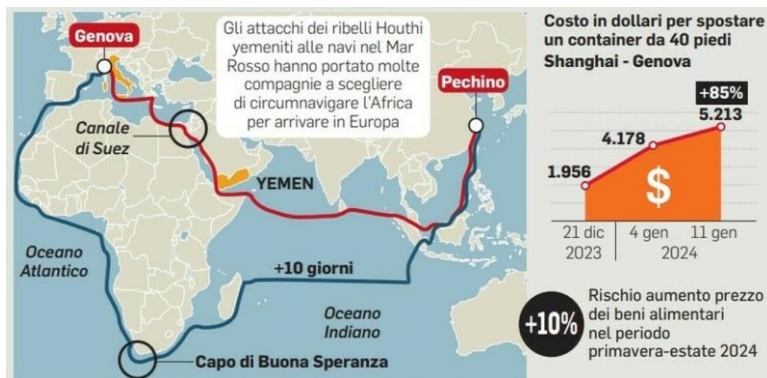 Genova
Gli attacchi dei ribelli Houthi
yemeniti alle navi nel Mar
Rosso hanno portato molte
compagnie a scegliere
di circumnavigare l'Africa
per arrivare in Europa
Pechino
Canale
di Suez
YEMEN
Oceano
Atlantico
+10 giorni
Oceano
Indiano
Capo di Buona Speranza
Costo in dollari per spostare
un container da 40 piedi
Shanghai - Genova
+85%
5.213
4.178
1.956
$
21 dic 4 gen 11 gen
2023 2024
+10%
Rischio aumento prezzo
dei beni alimentari
nel periodo
primavera-estate 2024